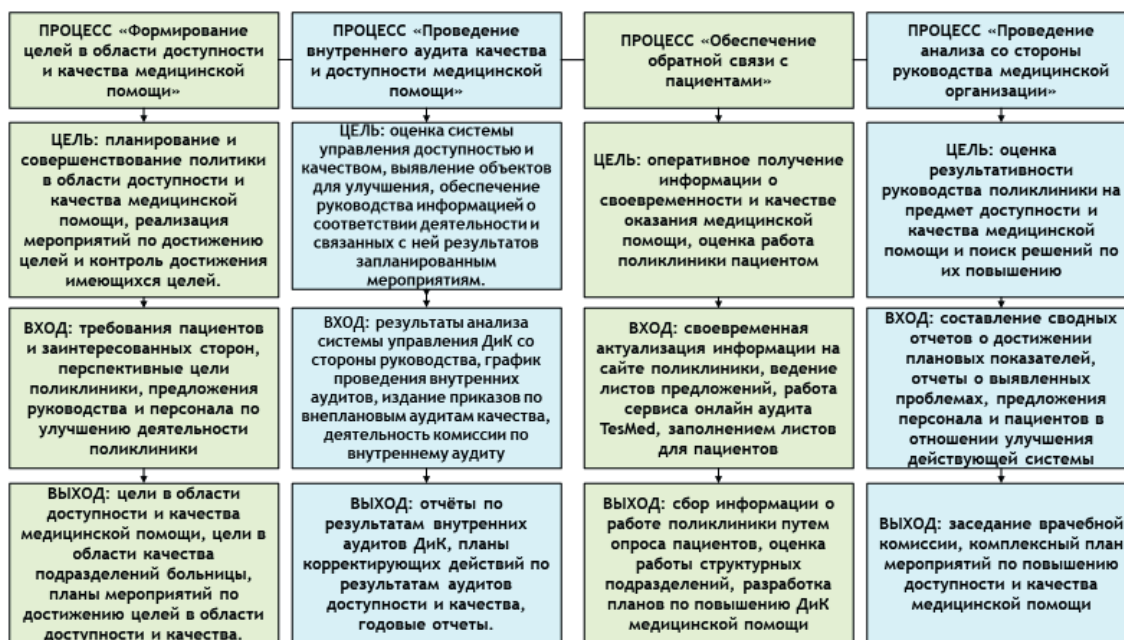 ПРОЦЕСС «Формирование
целей в области доступности
и качества медицинской
помощи»
ЦЕЛЬ: планирование и
совершенствование политики
в области доступности и
качества медицинской
помощи, реализация
мероприятий по достижению
целей и контроль достижения
имеющихся целей.
ВХОД: требования пациентов
и заинтересованных сторон,
перспективные цели
поликлиники, предложения
руководства и персонала по
улучшению деятельности
поликлиники
ВЫХОД: цели в области
доступности и качества
медицинской помощи, цели в
области качества
подразделений больницы,
планы мероприятий по
достижению целей в области
доступности и качества.
ПРОЦЕСС «Проведение
внутреннего аудита качества
и доступности медицинской
помощи»
ЦЕЛЬ: оценка системы
управления доступностью и
качеством, выявление объектов
для улучшения, обеспечение
руководства информацией о
соответствии деятельности и
связанных с ней результатов
запланированным
мероприятиям.
ВХОД: результаты анализа
системы управления ДиК со
стороны руководства, график
проведения внутренних
аудитов, издание приказов по
внеплановым аудитам качества,
деятельность комиссии по
внутреннему аудиту
ВЫХОД: отчёты по
результатам внутренних
аудитов ДиК, планы
корректирующих действий по
результатам аудитов
доступности и качества,
годовые отчеты.
ПРОЦЕСС «Обеспечение
обратной связи с
пациентами»
ЦЕЛЬ: оперативное получение
информации о
своевременности и качестве
оказания медицинской
помощи, оценка работа
поликлиники пациентом
ВХОД: своевременная
актуализация информации на
сайте поликлиники, ведение
листов предложений, работа
сервиса онлайн аудита
TesMed, заполнением листов
для пациентов
ВЫХОД: сбор информации о
работе поликлиники путем
опроса пациентов, оценка
работы структурных
подразделений, разработка
планов по повышению ДиК
медицинской помощи
ПРОЦЕСС «Проведение
анализа со стороны
руководства медицинской
организации»
ЦЕЛЬ: оценка
результативности
руководства поликлиники на
предмет доступности и
качества медицинской
помощи и поиск решений по
их повышению
ВХОД: составление сводных
отчетов о достижении
плановых показателей,
отчеты о выявленных
проблемах, предложения
персонала и пациентов в
отношении улучшения
действующей системы
ВЫХОД: заседание врачебной
комиссии, комплексный план
мероприятий по повышению
доступности и качества
медицинской помощи